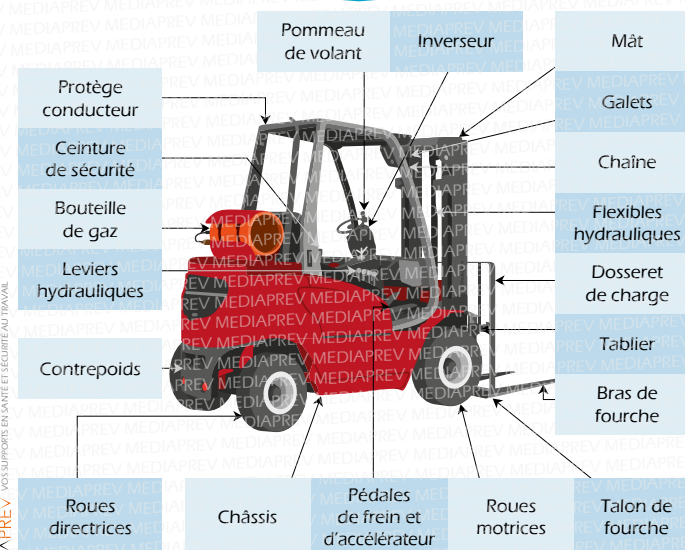 Pommeau
de volant
Inverseur
Mât
Protège
conducteur
Galets
Ceinture
de sécurité
Chaîne
Bouteille
de gaz
Flexibles
hydrauliques
Leviers
hydrauliques
Dosseret
de charge
Tablier
Contrepoids
Bras de
fourche
Roues
directrices
Châssis
Pédales
de frein et
d'accélérateur
Roues
motrices
Talon de
fourche
VOS SUPPORTS EN SANTÉ ET SÉCURITÉ AU TRAVAIL
APREV
MEDIAPREV